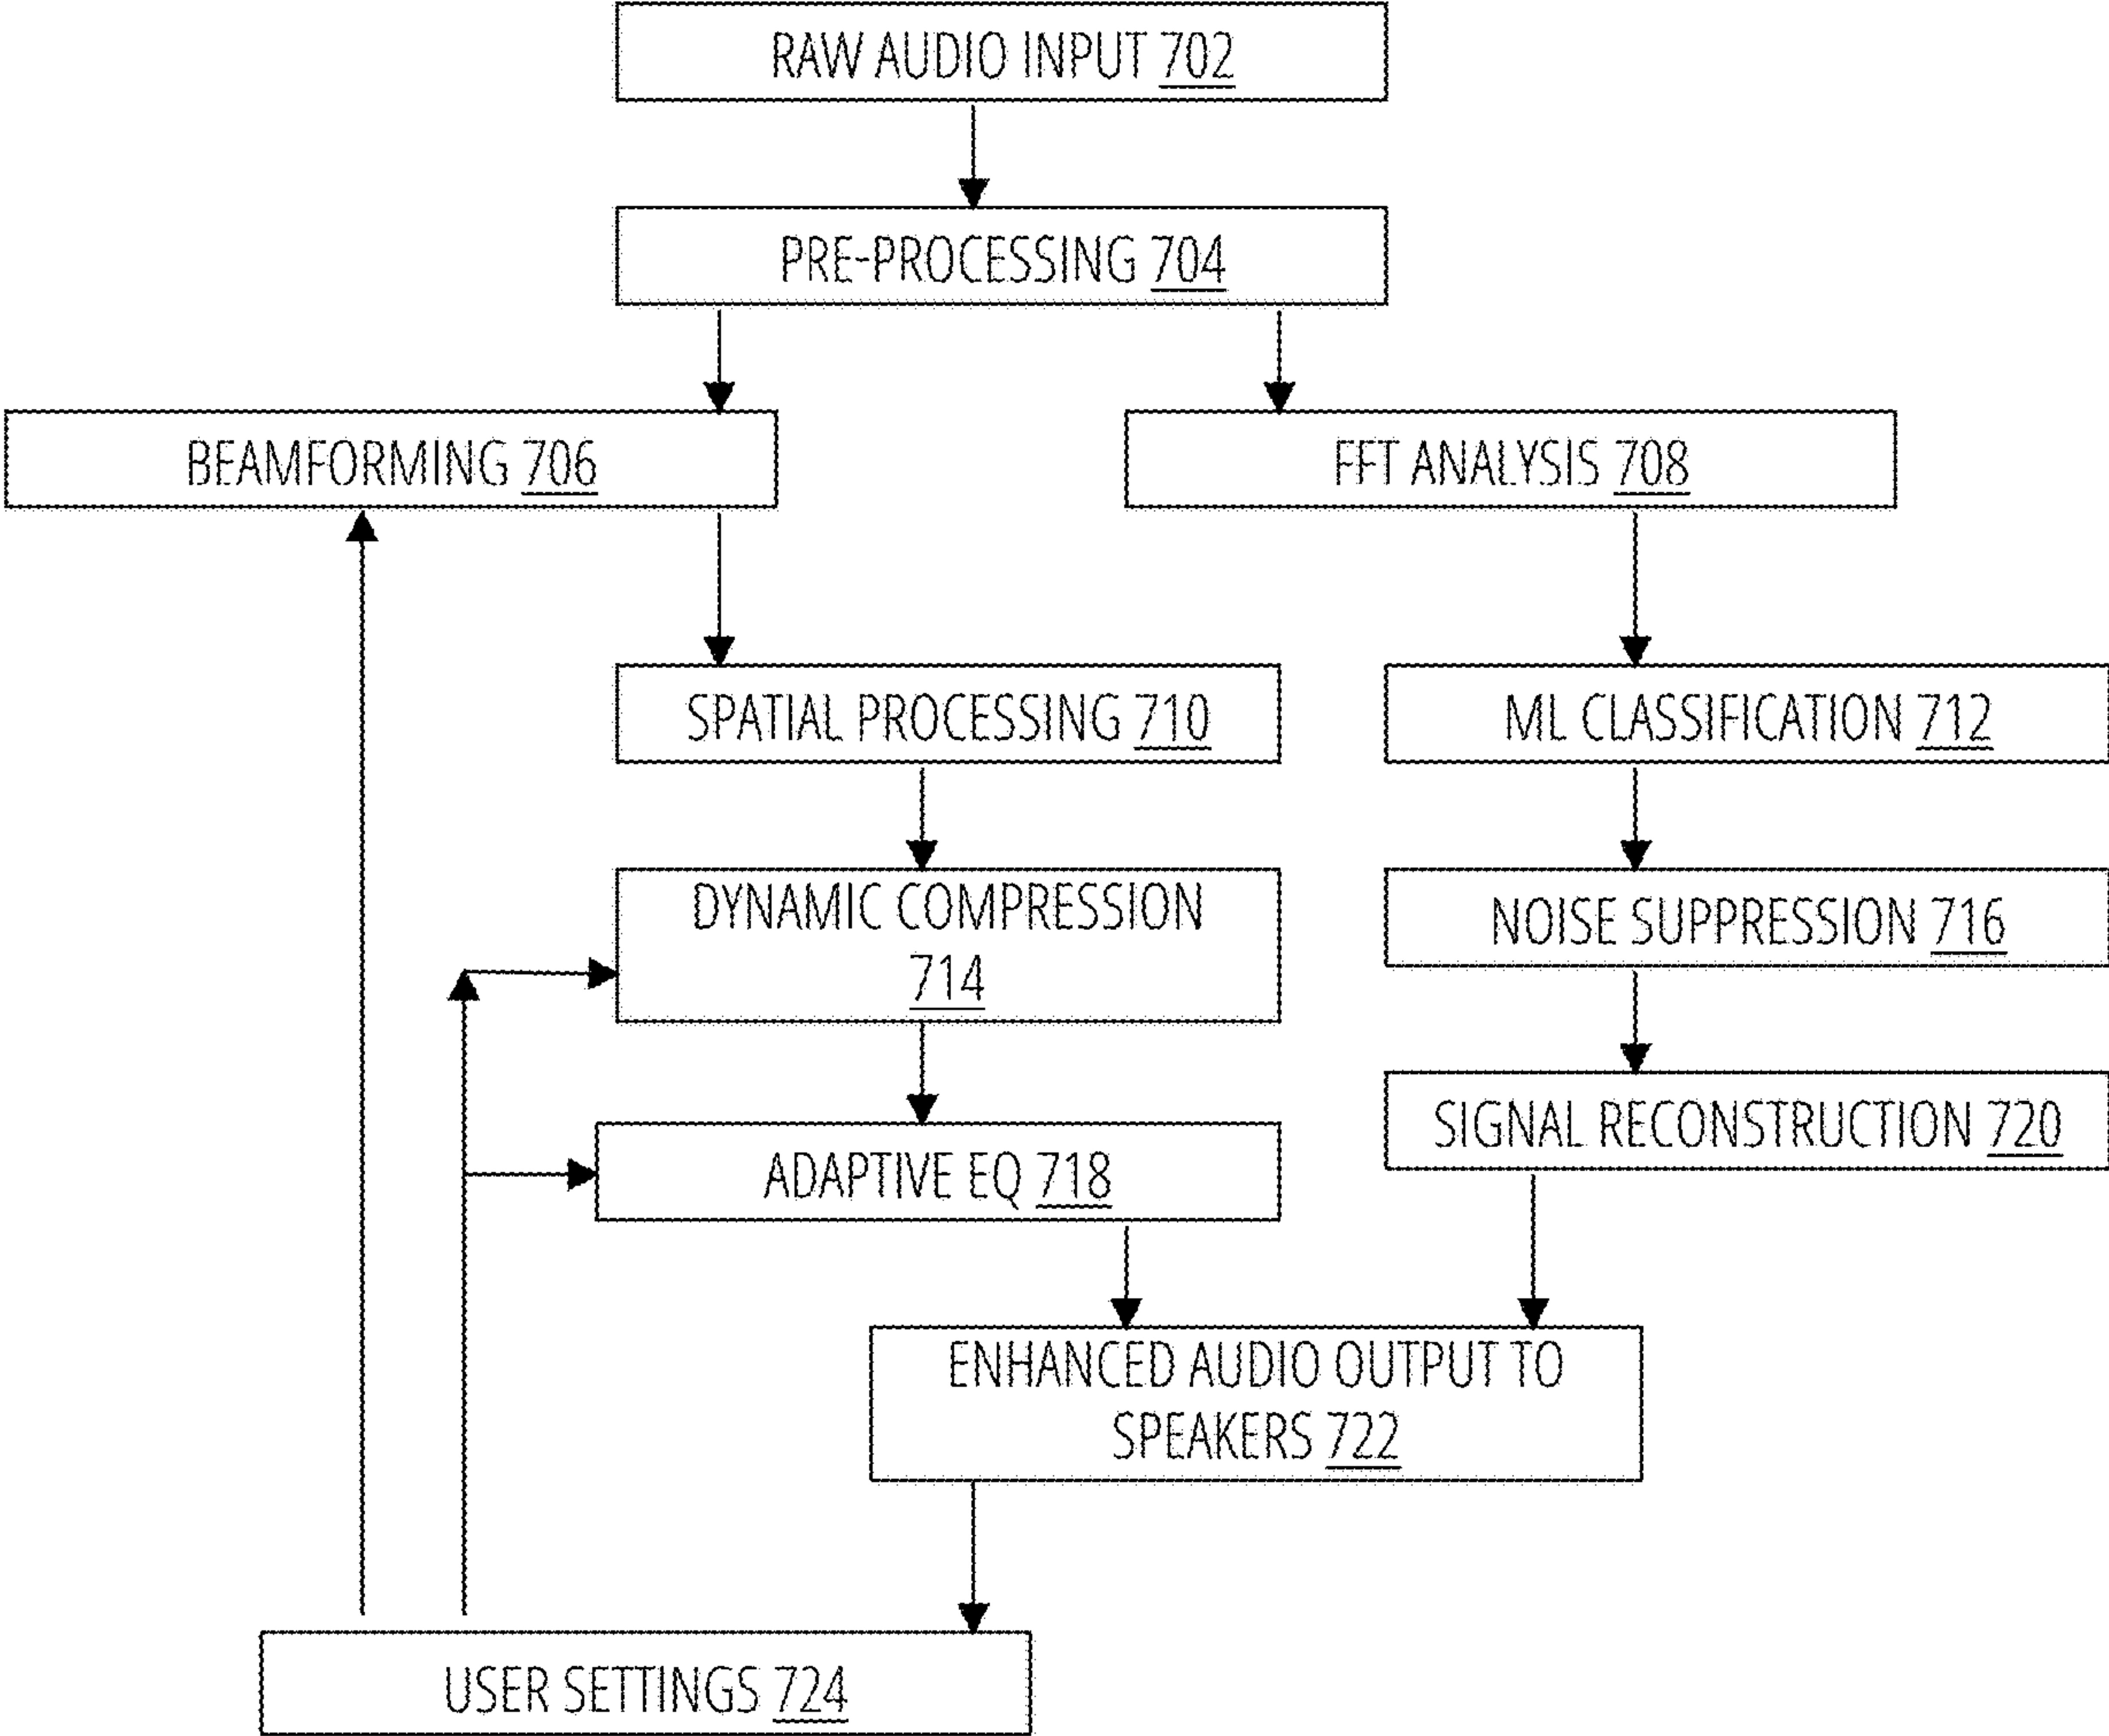 RAW AUDIO INPUT 702
PRE-PROCESSING 704
BEAMFORMING 706
FFT ANALYSIS 708
SPATIAL PROCESSING 710
ML CLASSIFICATION 712
DYNAMIC COMPRESSION
714
NOISE SUPPRESSION 716
ADAPTIVE EQ 718
SIGNAL RECONSTRUCTION 720
ENHANCED AUDIO OUTPUT TO
SPEAKERS 722
USER SETTINGS 724